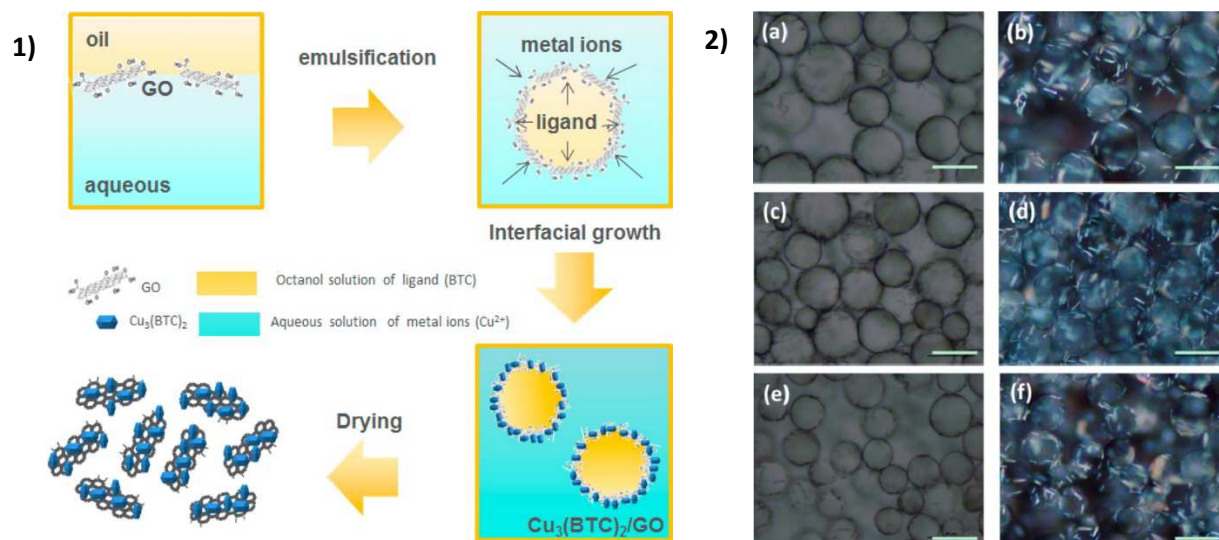 1)
oil
GO
aqueous
emulsification
metal ions
ligand
Interfacial growth
GO
Octanol solution of ligand (BTC)
Cu₃(BTC)₂
Aqueous solution of metal ions (Cu²⁺)
Drying
Cu₃(BTC)₂/GO
2)
(a)
(b)
(c)
(d)
(e)
(f)